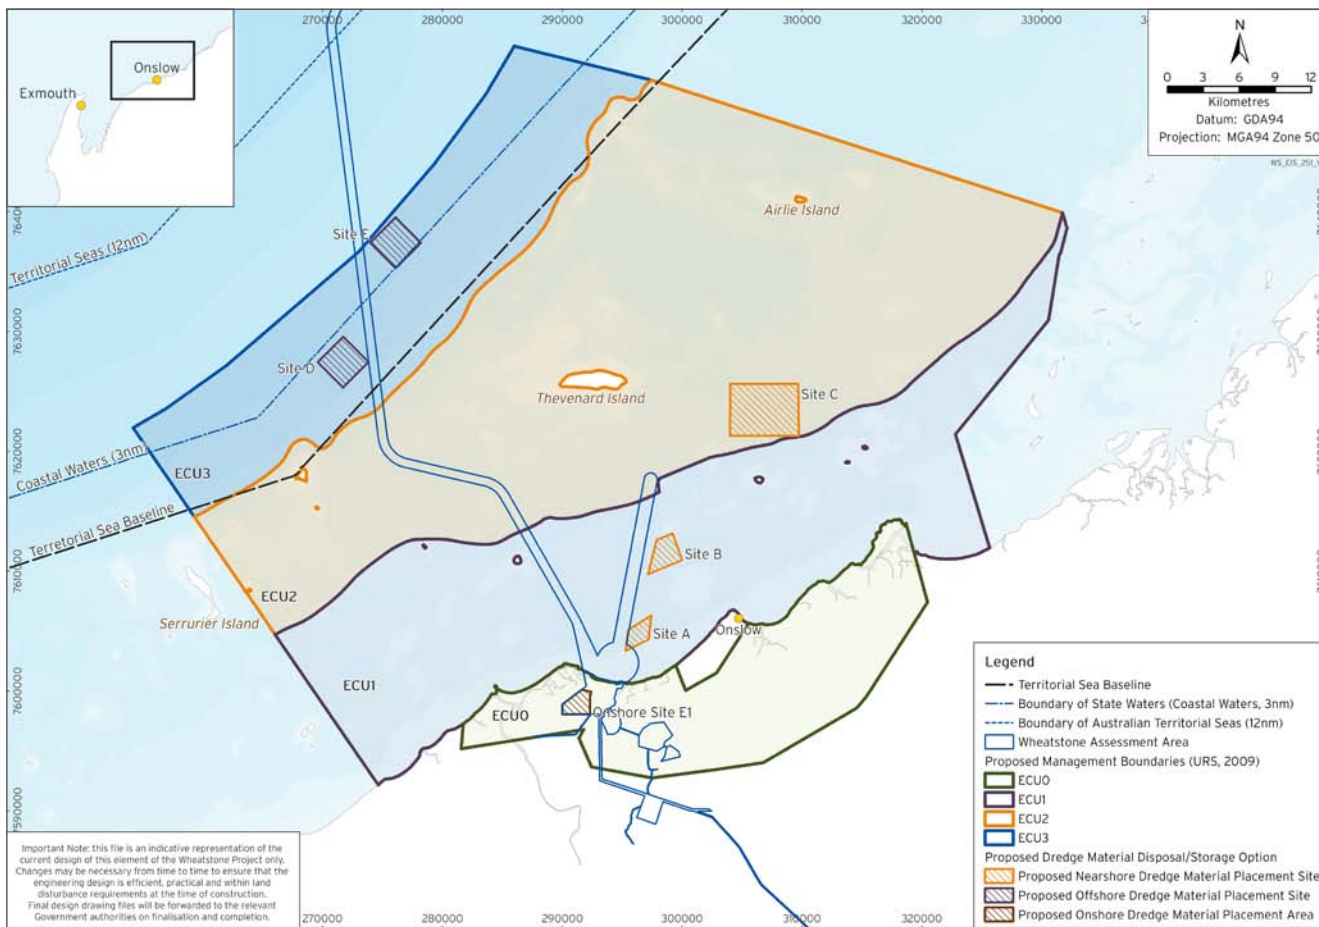 270000
280000
290000
300000
310000
320000
330000
Onslow
Exmouth
N
0 3 6 9 12
Kilometres
Datum: GDA94
Projection: MGA94 Zone 50
Airlie Island
Site E
Territorial Seas (12nm)
Site D
Thevenard Island
Site C
Coastal Waters (3nm)
ECU3
Terretorial Sea Baseline
Site B
ECU2
Serrurier Island
Site A
Onslow
ECU1
ECU0
Onshore Site E1
7630000
7620000
7610000
7600000
7590000
Legend
Territorial Sea Baseline
Boundary of State Waters (Coastal Waters, 3nm)
Boundary of Australian Territorial Seas (12nm)
Wheatstone Assessment Area
Proposed Management Boundaries (URS, 2009)
ECU0
ECU1
ECU2
ECU3
Proposed Dredge Material Disposal/Storage Option
Proposed Nearshore Dredge Material Placement Site
Proposed Offshore Dredge Material Placement Site
Proposed Onshore Dredge Material Placement Area
Important Note: this file is an indicative representation of the
current design of this element of the Wheatstone Project only.
Changes may be necessary from time to time to ensure that the
engineering design is efficient, practical and within land
disturbance requirements at the time of construction.
Final design drawing files will be forwarded to the relevant
Government authorities on finalisation and completion.
270000
280000
290000
300000
310000
320000